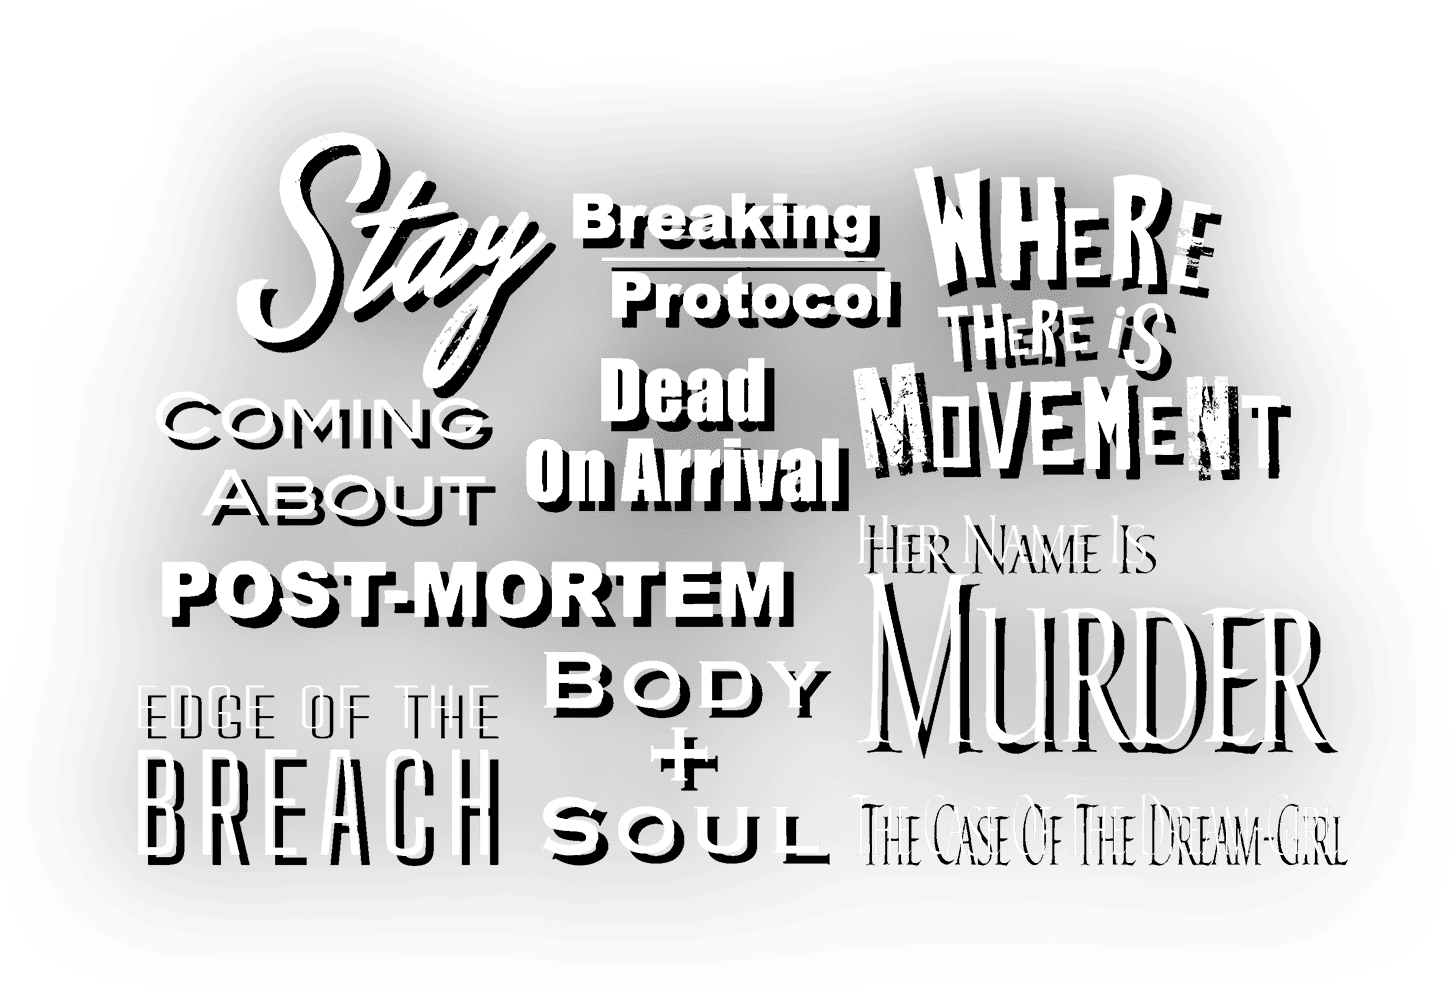 Stay
Breaking
Protocol
WHERE
THERE iS
MOVEMENT
COMING
ABOUT
Dead
On Arrival
POST-MORTEM
HER NAME IS
MURDER
EDGE OF THE
BREACH
BODY
+
SOUL
THE CASE OF THE DREAM-GIRL